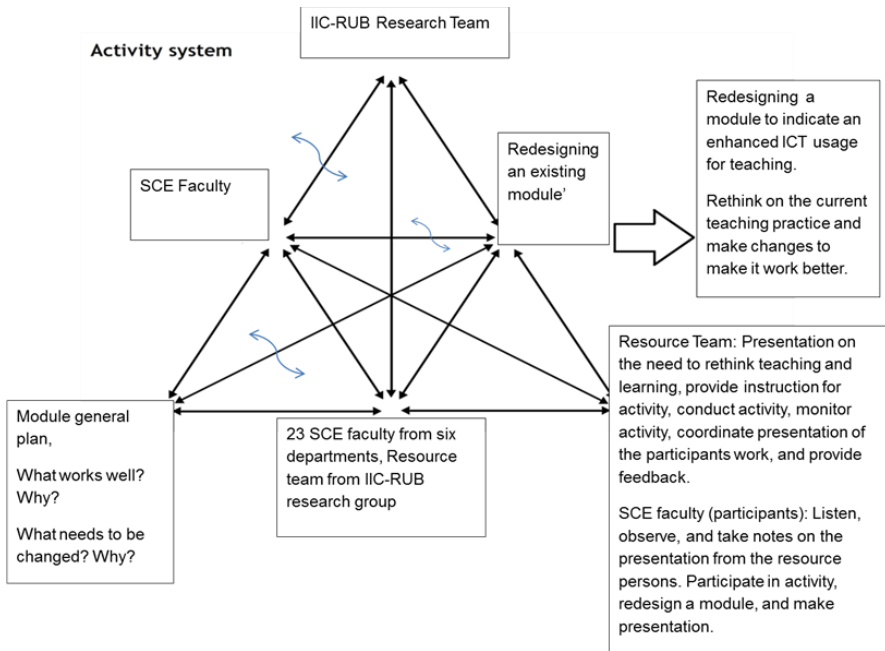 IIC-RUB Research Team
Activity system
SCE Faculty
Redesigning
an existing
module’
Redesigning a
module to indicate an
enhanced ICT usage
for teaching.
Rethink on the current
teaching practice and
make changes to
make it work better.
Module general
plan,
What works well?
Why?
What needs to be
changed? Why?
23 SCE faculty from six
departments, Resource
team from IIC-RUB
research group
Resource Team: Presentation on
the need to rethink teaching and
learning, provide instruction for
activity, conduct activity, monitor
activity, coordinate presentation of
the participants work, and provide
feedback.
SCE faculty (participants): Listen,
observe, and take notes on the
presentation from the resource
persons. Participate in activity,
redesign a module, and make
presentation.